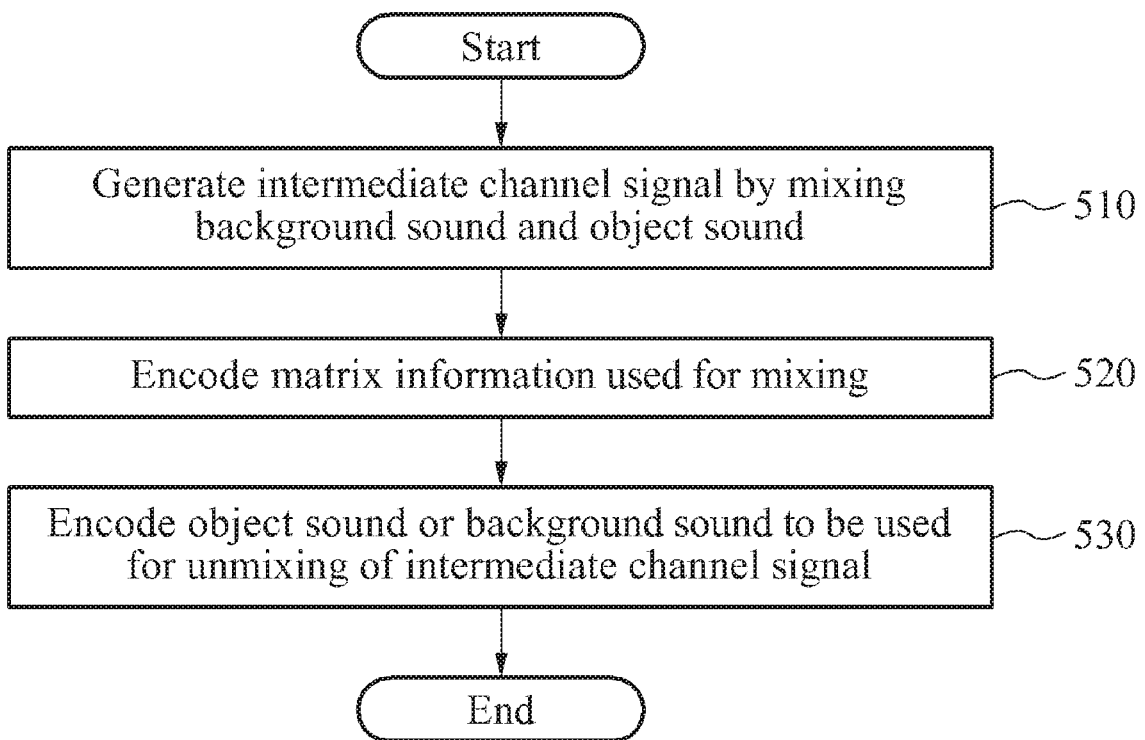 Start
Generate intermediate channel signal by mixing
background sound and object sound
510
Encode matrix information used for mixing
520
Encode object sound or background sound to be used
for unmixing of intermediate channel signal
530
End